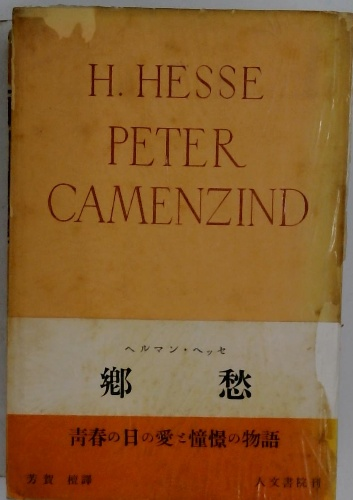 H. HESSE
PETER
CAMENZIND
ヘルマン・ヘッセ
郷愁
青春の日の愛と憧憬の物語
芳賀 檀譯
人文書院刊